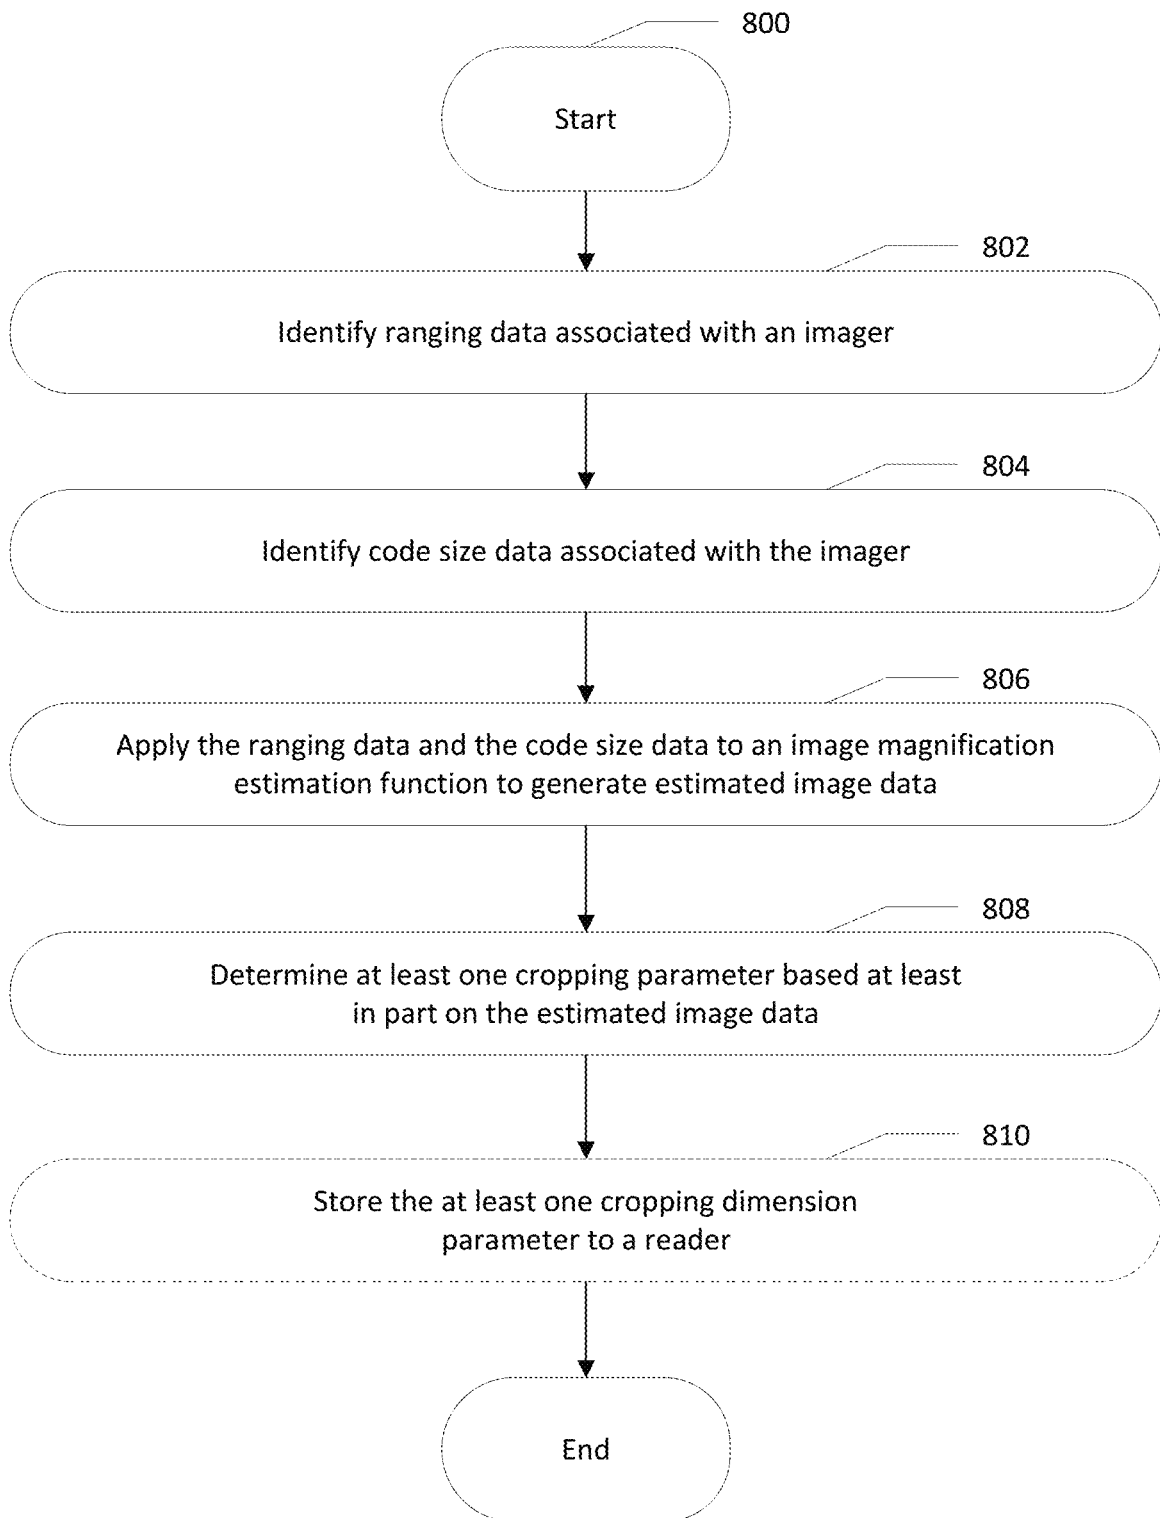 800
Start
802
Identify ranging data associated with an imager
804
Identify code size data associated with the imager
806
Apply the ranging data and the code size data to an image magnification
estimation function to generate estimated image data
808
Determine at least one cropping parameter based at least
in part on the estimated image data
810
Store the at least one cropping dimension
parameter to a reader
End